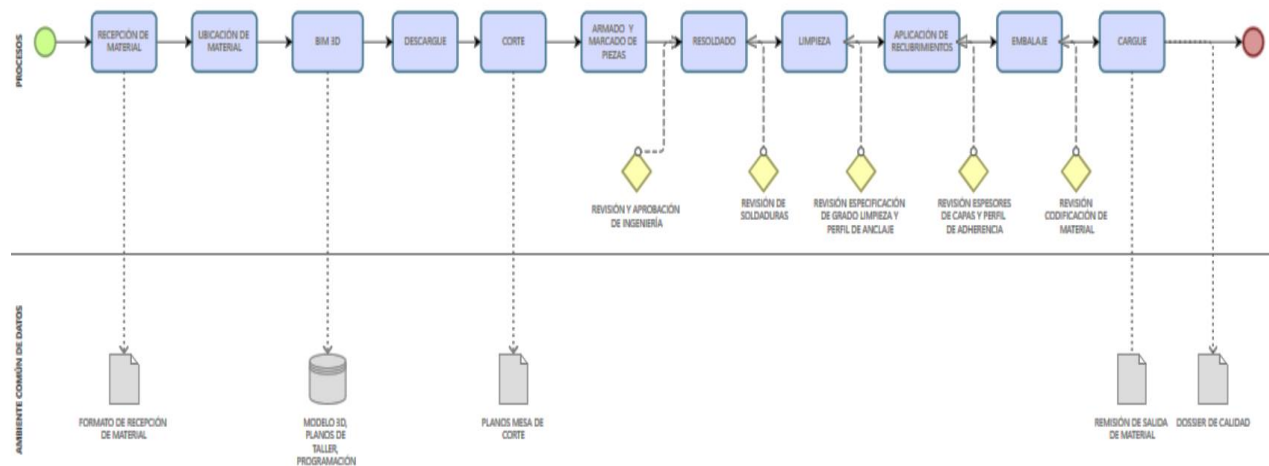 PROCESOS
RECEPCIÓN DE
MATERIAL
UBICACIÓN DE
MATERIAL
BIM 3D
DESCARGUE
CORTE
ARMADO Y
MARCADO DE
PIEZAS
RESOLDADO
LIMPIEZA
APLICACIÓN DE
RECUBRIMIENTOS
EMBALAJE
CARGUE
REVISIÓN Y APROBACIÓN
DE INGENIERÍA
REVISIÓN DE
SOLDADURAS
REVISIÓN ESPECIFICACIÓN
DE GRADO LIMPIEZA Y
PERFIL DE ANCLAJE
REVISIÓN ESPESORES
DE CAPAS Y PERFIL
DE ADHERENCIA
REVISIÓN
CODIFICACIÓN DE
MATERIAL
AMBIENTE COMÚN DE DATOS
FORMATO DE RECEPCIÓN
DE MATERIAL
MODELO 3D,
PLANOS DE
TALLER,
PROGRAMACIÓN
PLANOS MESA DE
CORTE
REMISIÓN DE SALIDA
DE MATERIAL
DOSSIER DE CALIDAD